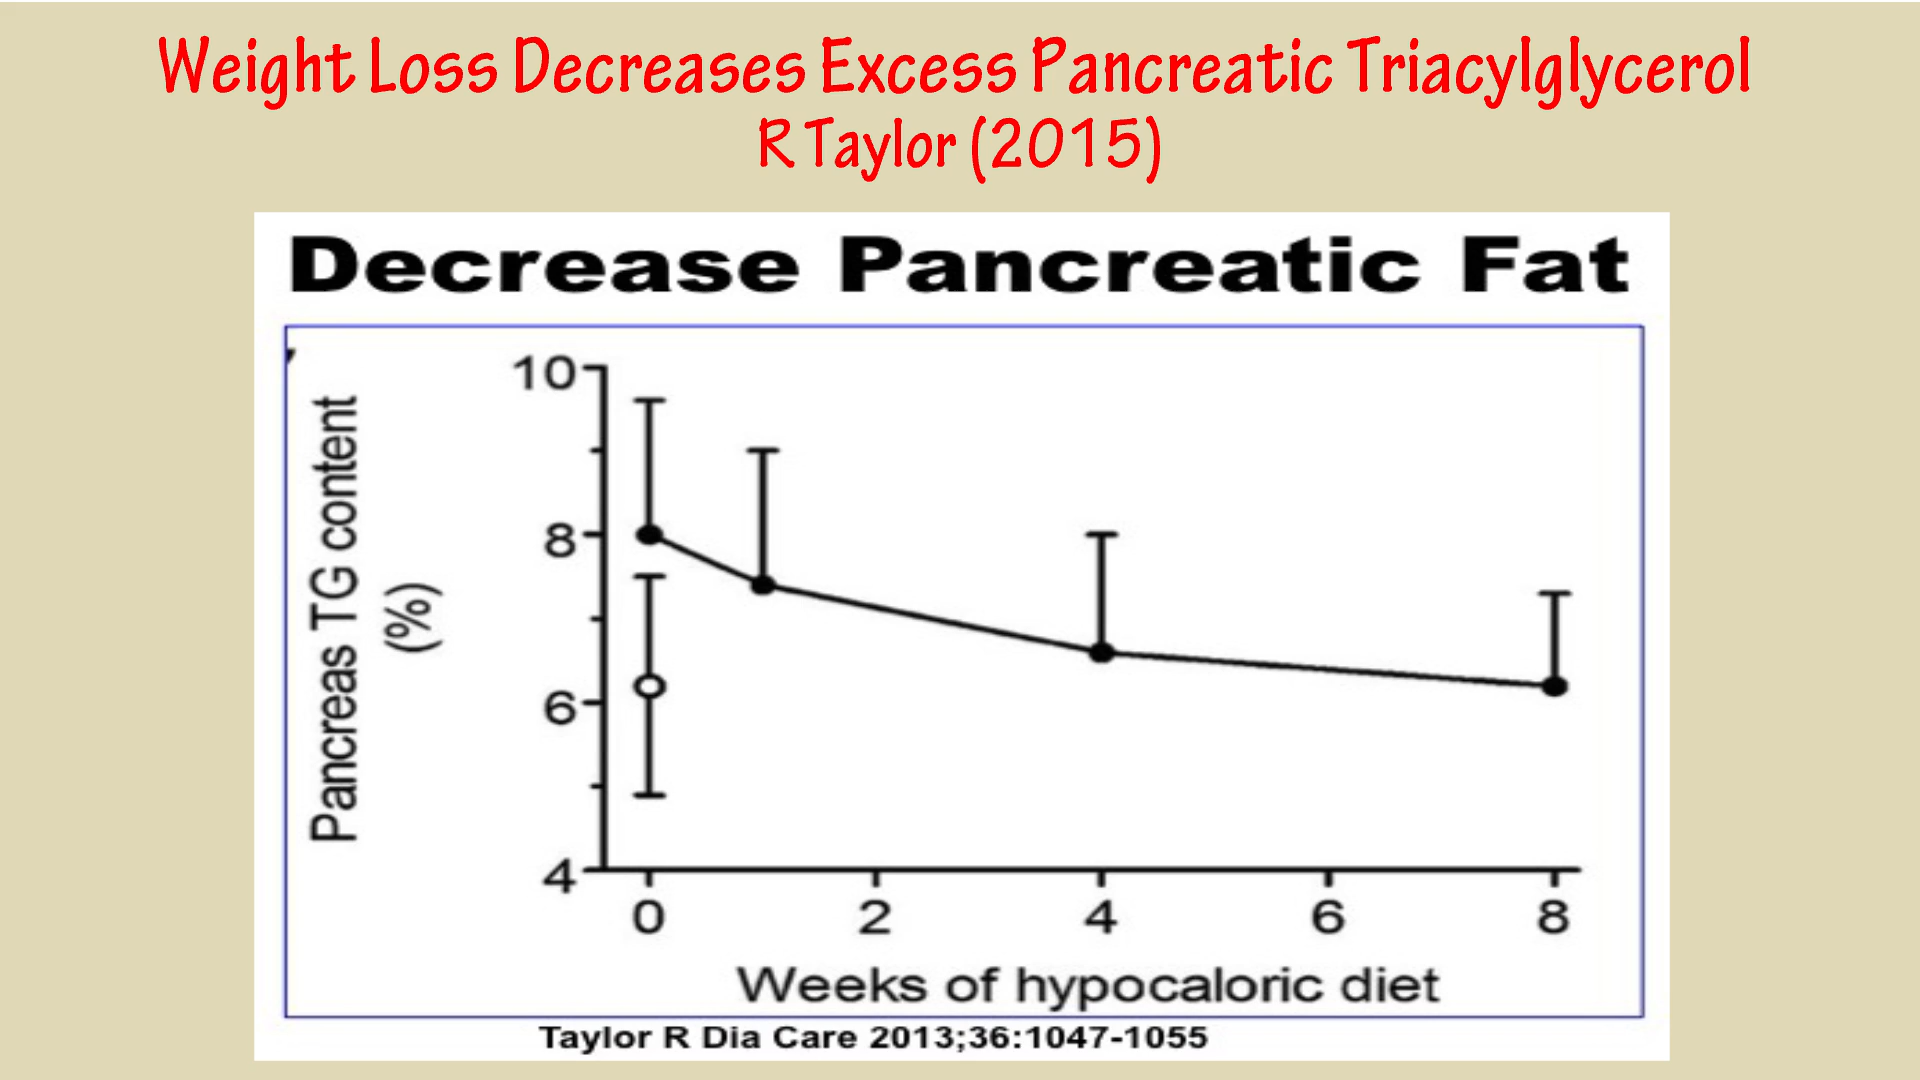 Weight Loss Decreases Excess Pancreatic Triacylglycerol
R Taylor (2015)
Decrease Pancreatic Fat
Pancreas TG content
(%)
10
8
6
4
0 2 4 6 8
Weeks of hypocaloric diet
Taylor R Dia Care 2013;36:1047-1055